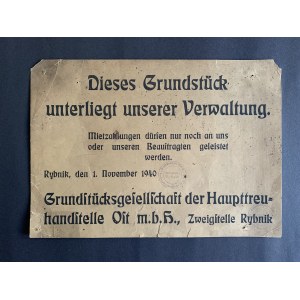 Dieses Grundstück
unterliegt unserer Verwaltung.
Mietzahlungen dürfen nur noch an uns
oder unseren Beauftragten geleistet
werden.
Rybnik, den 1. November 1940
Grundstücksgesellschaft der Haupttreu-
handstelle Ost m.b.H., Zweigstelle Rybnik